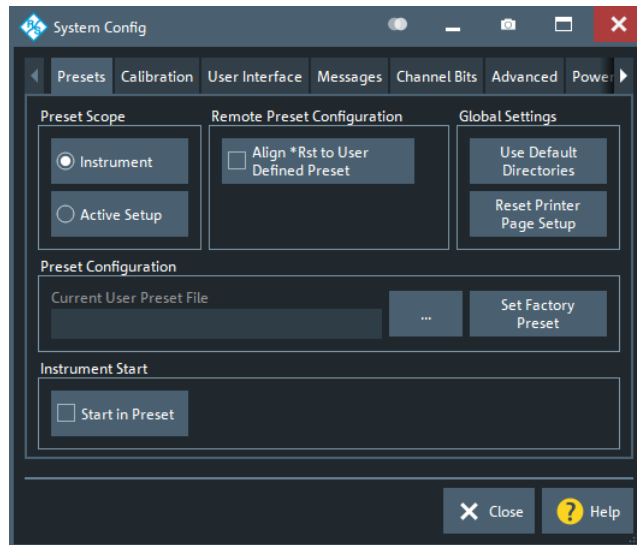 System Config
Presets Calibration User Interface Messages Channel Bits Advanced Power
Preset Scope
Instrument
Active Setup
Remote Preset Configuration
Align *Rst to User
Defined Preset
Global Settings
Use Default
Directories
Reset Printer
Page Setup
Preset Configuration
Current User Preset File
...
Set Factory
Preset
Instrument Start
Start in Preset
Close
? Help